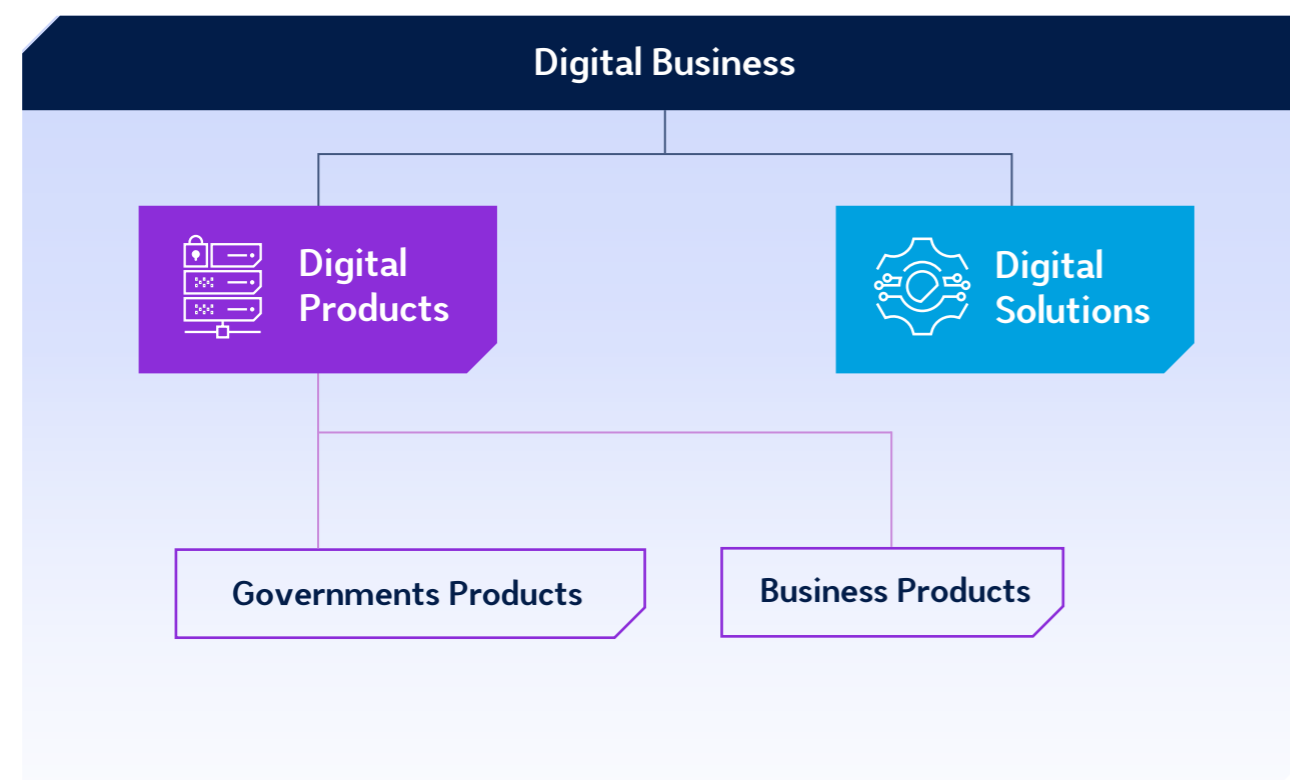 Digital Business
Digital
Products
Digital
Solutions
Governments Products
Business Products